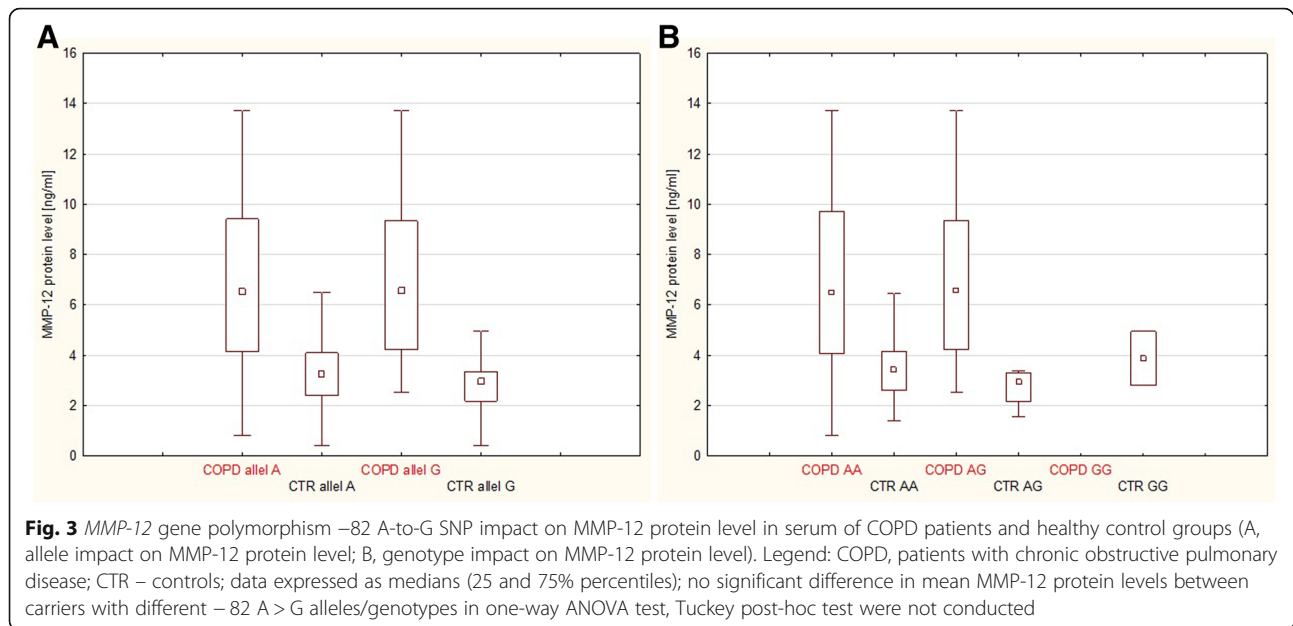 A
B
16
14
12
10
8
6
4
2
0
MMP-12 protein level [ng/ml]
COPD allel A
COPD allel G
CTR allel A
CTR allel G
16
14
12
10
8
6
4
2
0
MMP-12 protein level [ng/ml]
COPD AA
COPD AG
COPD GG
CTR AA
CTR AG
CTR GG
Fig. 3 MMP-12 gene polymorphism −82 A-to-G SNP impact on MMP-12 protein level in serum of COPD patients and healthy control groups (A,
allele impact on MMP-12 protein level; B, genotype impact on MMP-12 protein level). Legend: COPD, patients with chronic obstructive pulmonary
disease; CTR – controls; data expressed as medians (25 and 75% percentiles); no significant difference in mean MMP-12 protein levels between
carriers with different − 82 A > G alleles/genotypes in one-way ANOVA test, Tuckey post-hoc test were not conducted